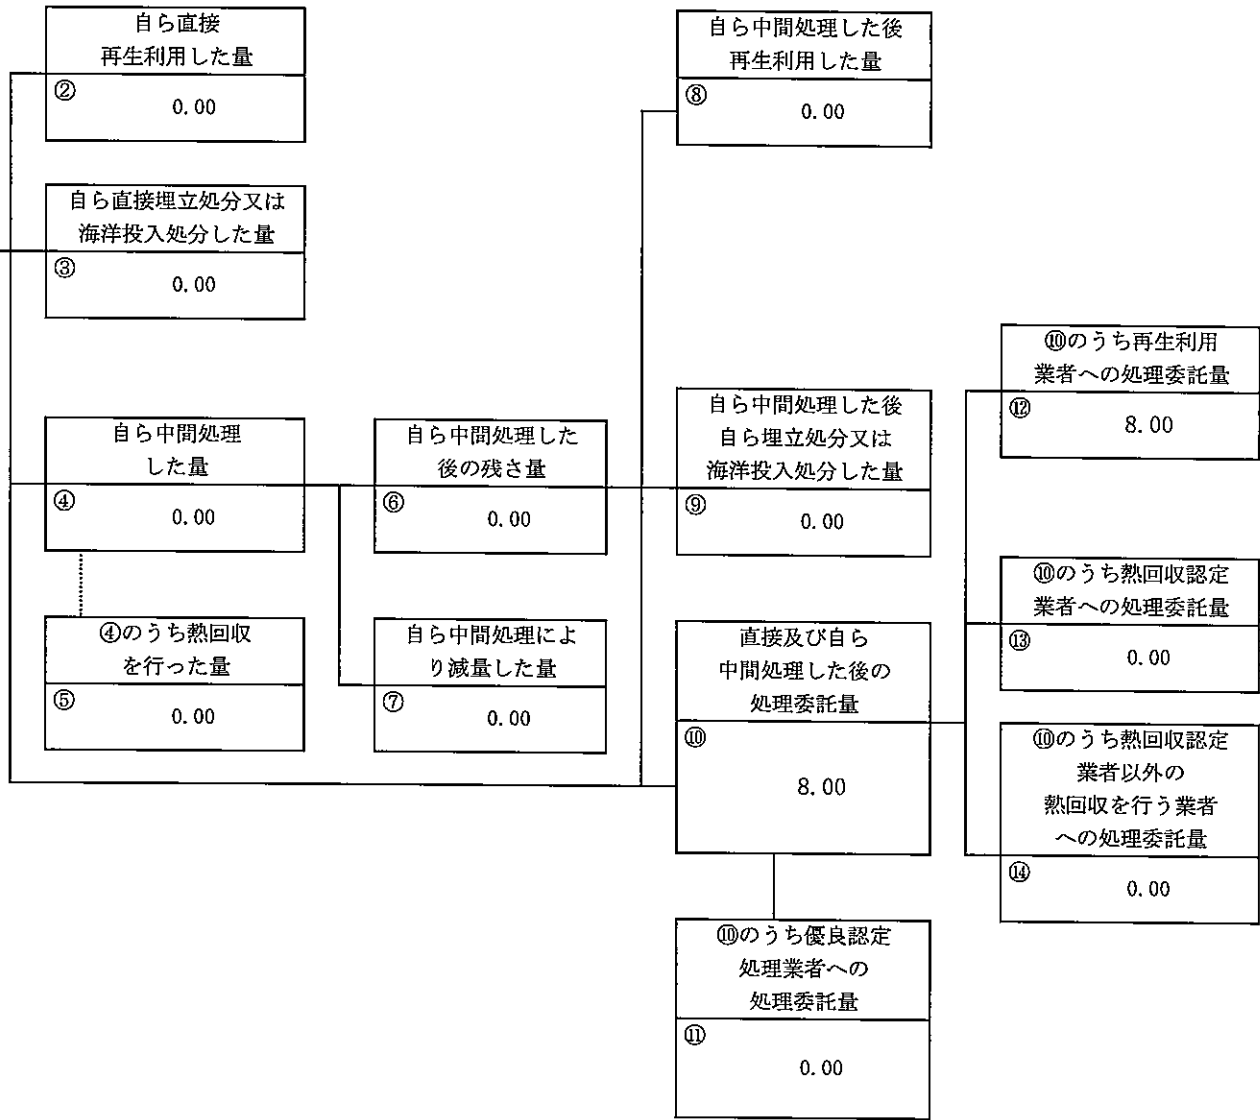 自ら直接
再生利用した量
②
0.00
自ら直接埋立処分又は
海洋投入処分した量
③
0.00
自ら中間処理
した量
④
0.00
④のうち熱回収
を行った量
⑤
0.00
自ら中間処理した
後の残さ量
⑥
0.00
自ら中間処理によ
り減量した量
⑦
0.00
自ら中間処理した後
再生利用した量
⑧
0.00
自ら中間処理した後
自ら埋立処分又は
海洋投入処分した量
⑨
0.00
直接及び自ら
中間処理した後の
処理委託量
⑩
8.00
⑩のうち優良認定
処理業者への
処理委託量
⑪
0.00
⑩のうち再生利用
業者への処理委託量
⑫
8.00
⑩のうち熱回収認定
業者への処理委託量
⑬
0.00
⑩のうち熱回収認定
業者以外の
熱回収を行う業者
への処理委託量
⑭
0.00